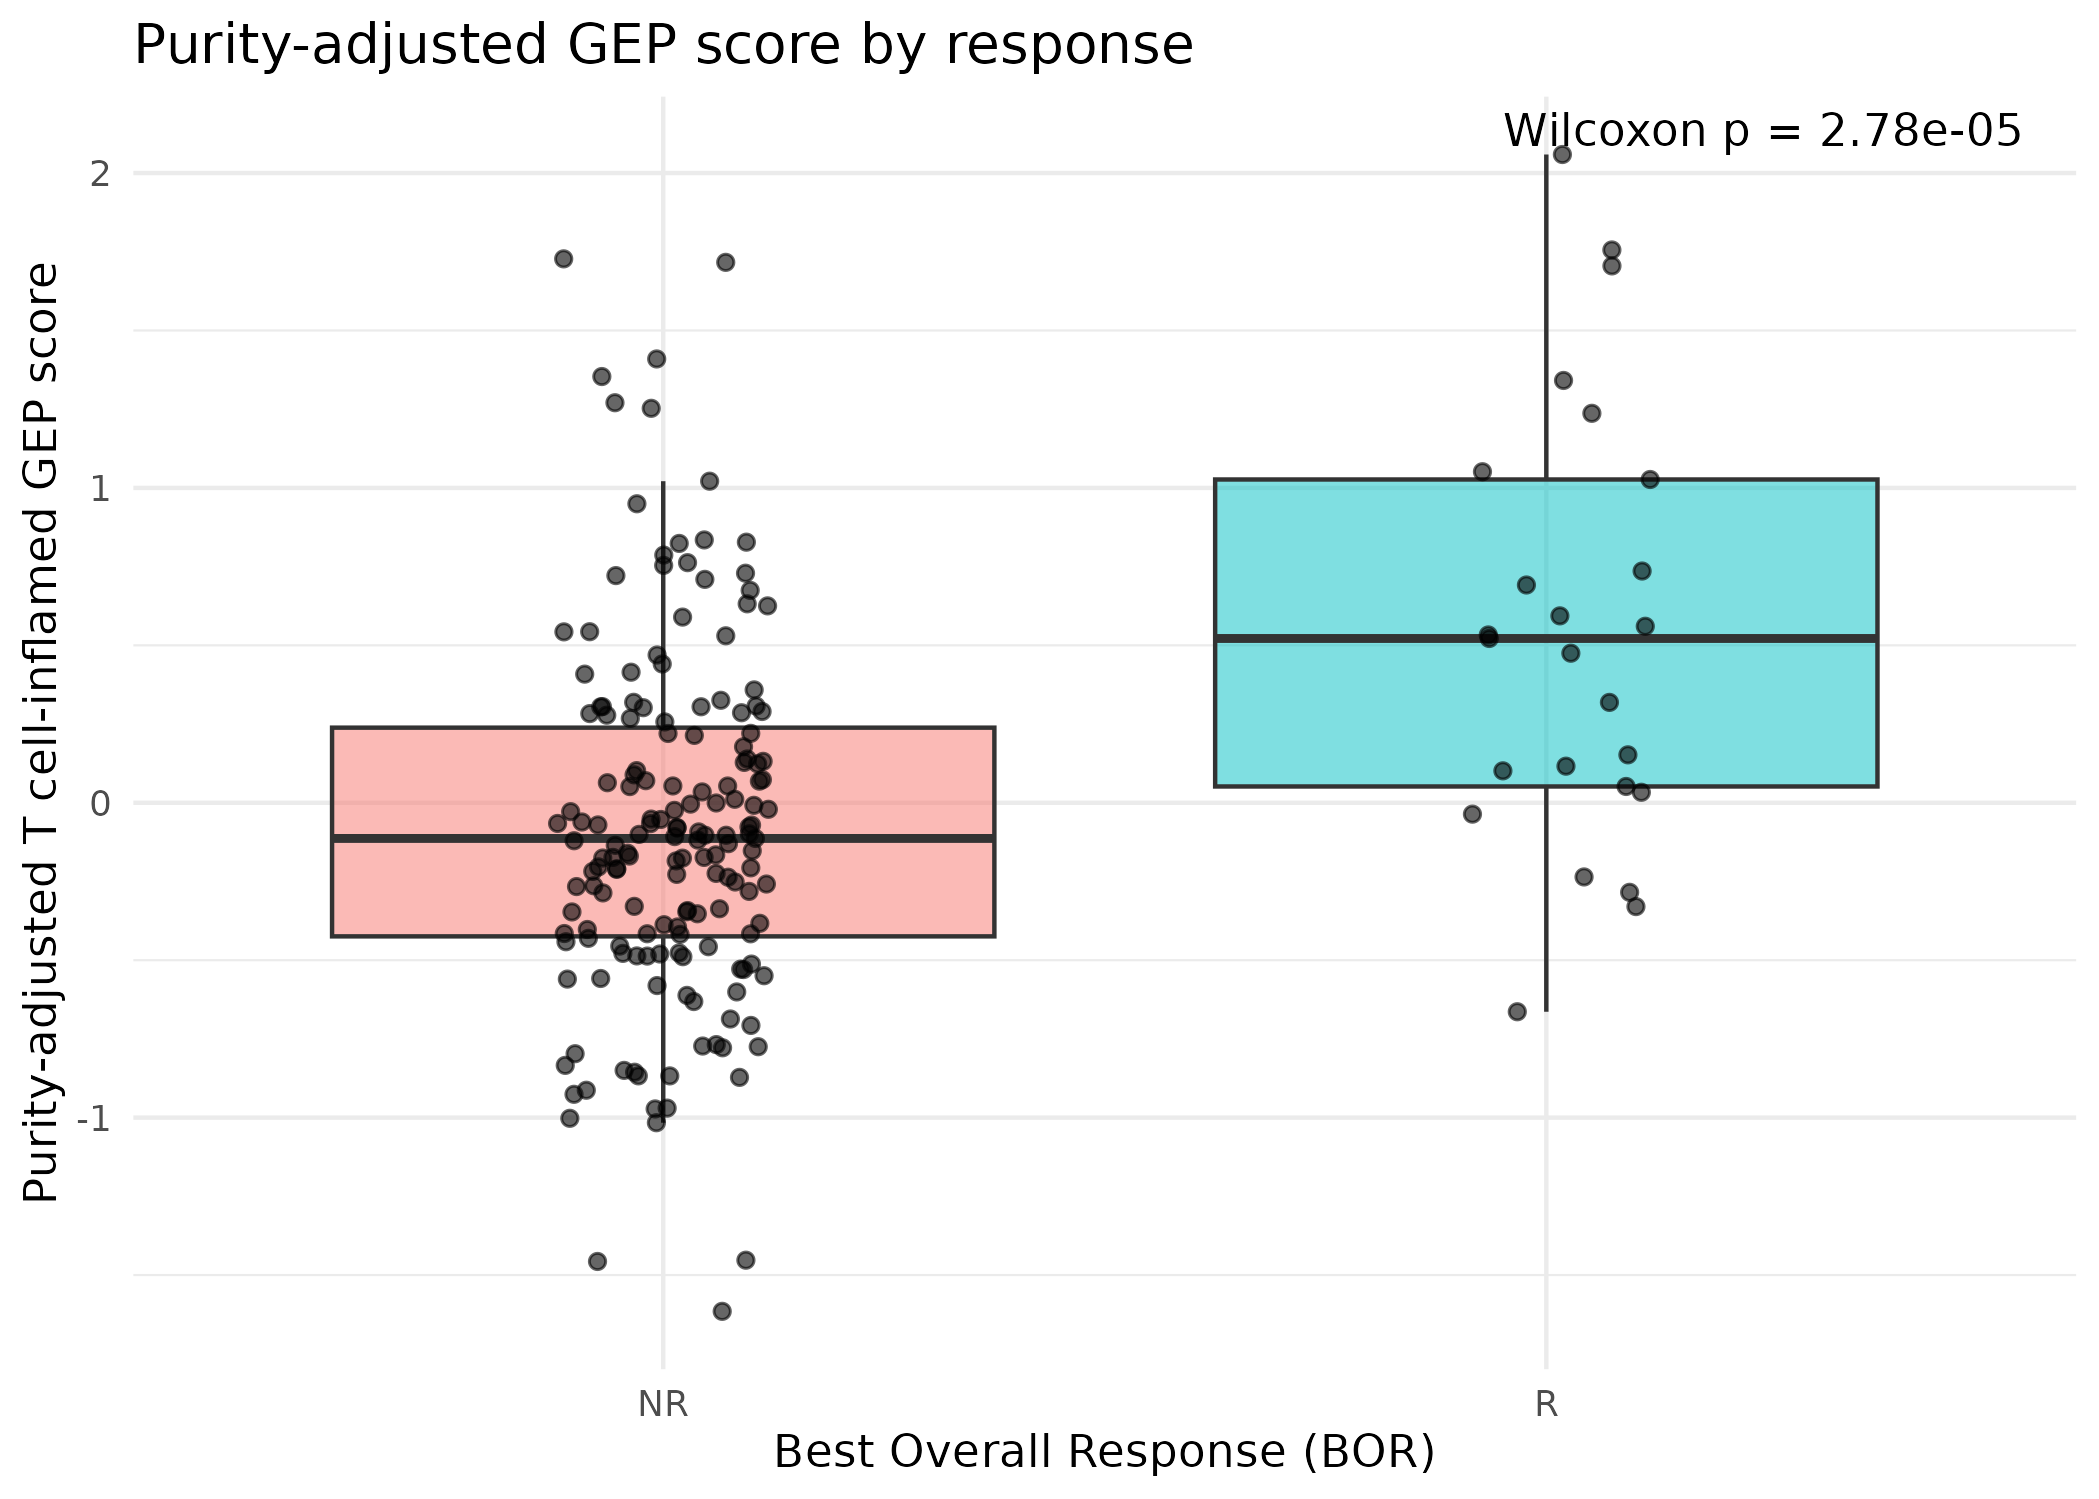 Purity-adjusted GEP score by response
Wilcoxon p = 2.78e-05
Purity-adjusted T cell-inflamed GEP score
2
1
0
-1
NR
R
Best Overall Response (BOR)